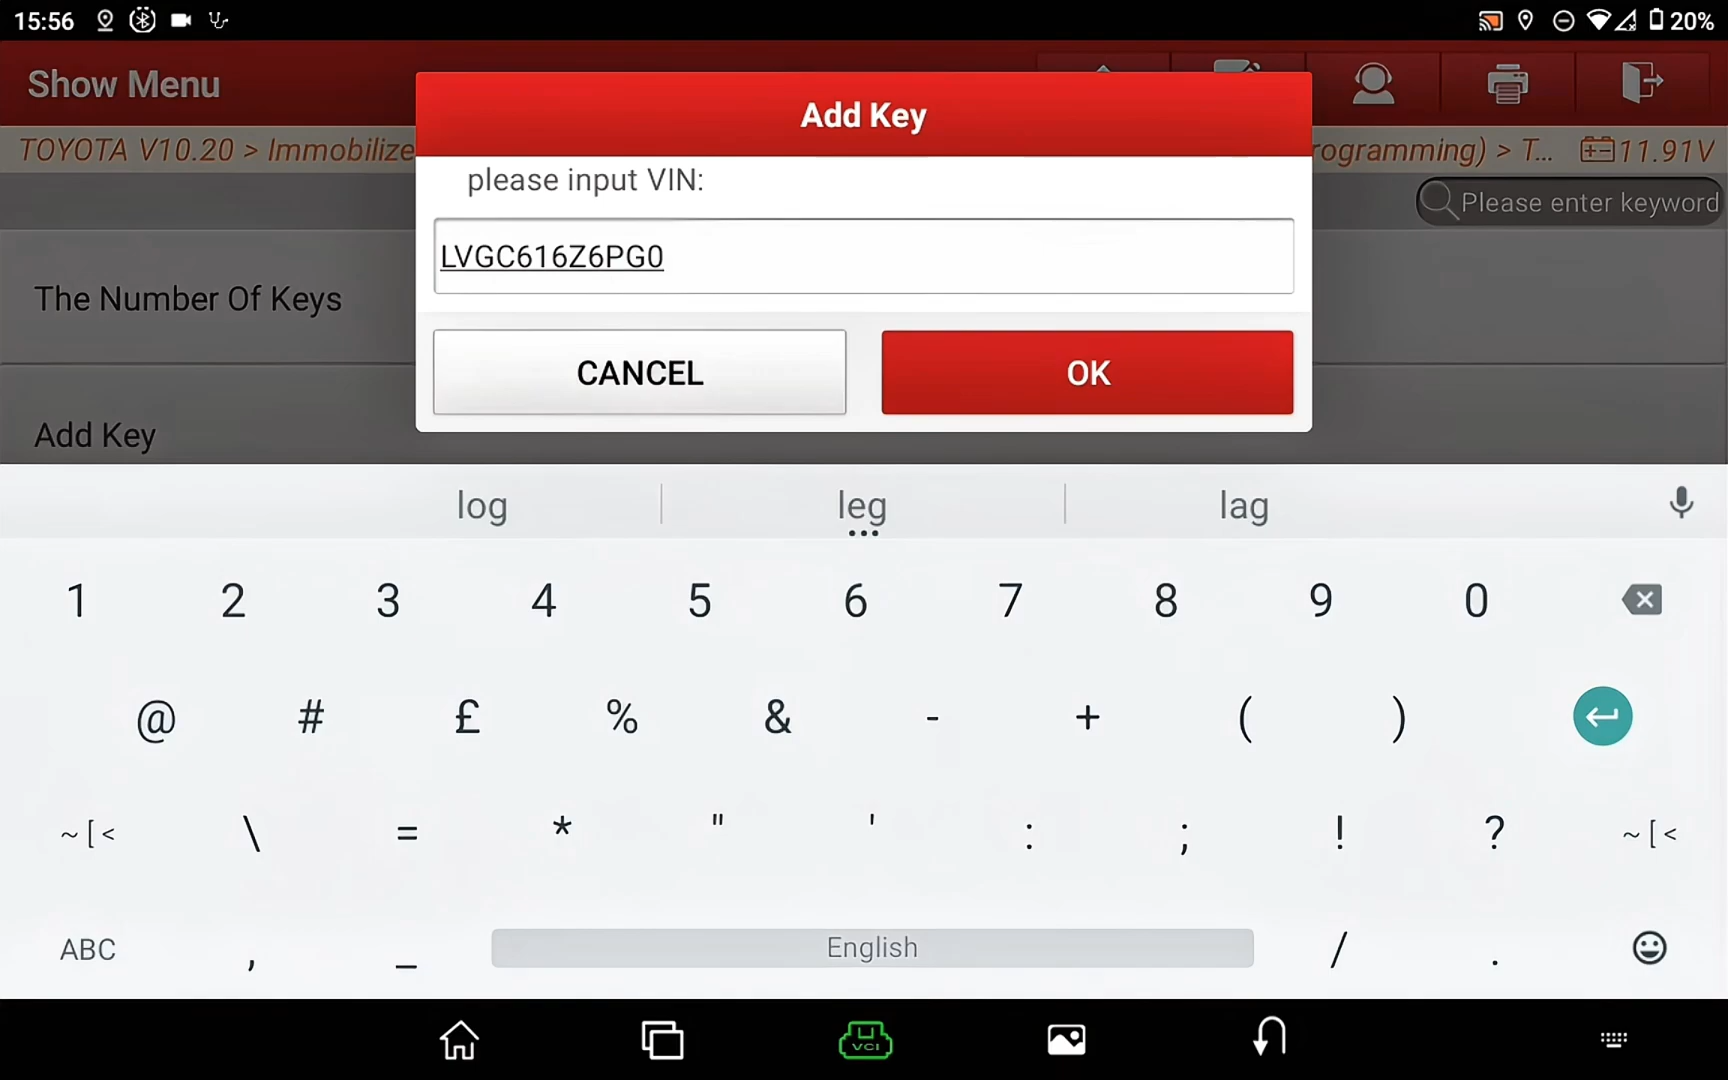 15:56 20%
Show Menu
Add Key
TOYOTA V10.20 > Immobilize rogramming) > T... 11.91V
please input VIN:
Please enter keyword
LVGC616Z6PG0
The Number Of Keys
CANCEL OK
Add Key
log leg lag
1 2 3 4 5 6 7 8 9 0
@ # £ % & - + ( )
~ [ < \ = * " ' : ; ! ? ~ [ <
ABC , _ English / .
VCI